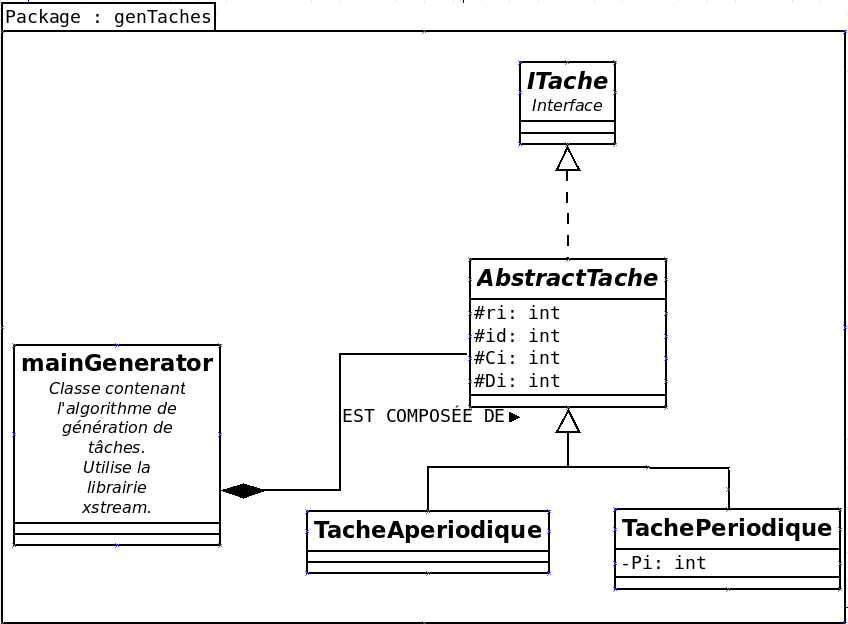 Package : genTaches
ITache
Interface
AbstractTache
#ri: int
#id: int
#Ci: int
#Di: int
mainGenerator
Classe contenant
l'algorithme de
génération de
tâches.
Utilise la
librairie
xstream.
EST COMPOSÉE DE▶
TacheAperiodique
TachePeriodique
-Pi: int